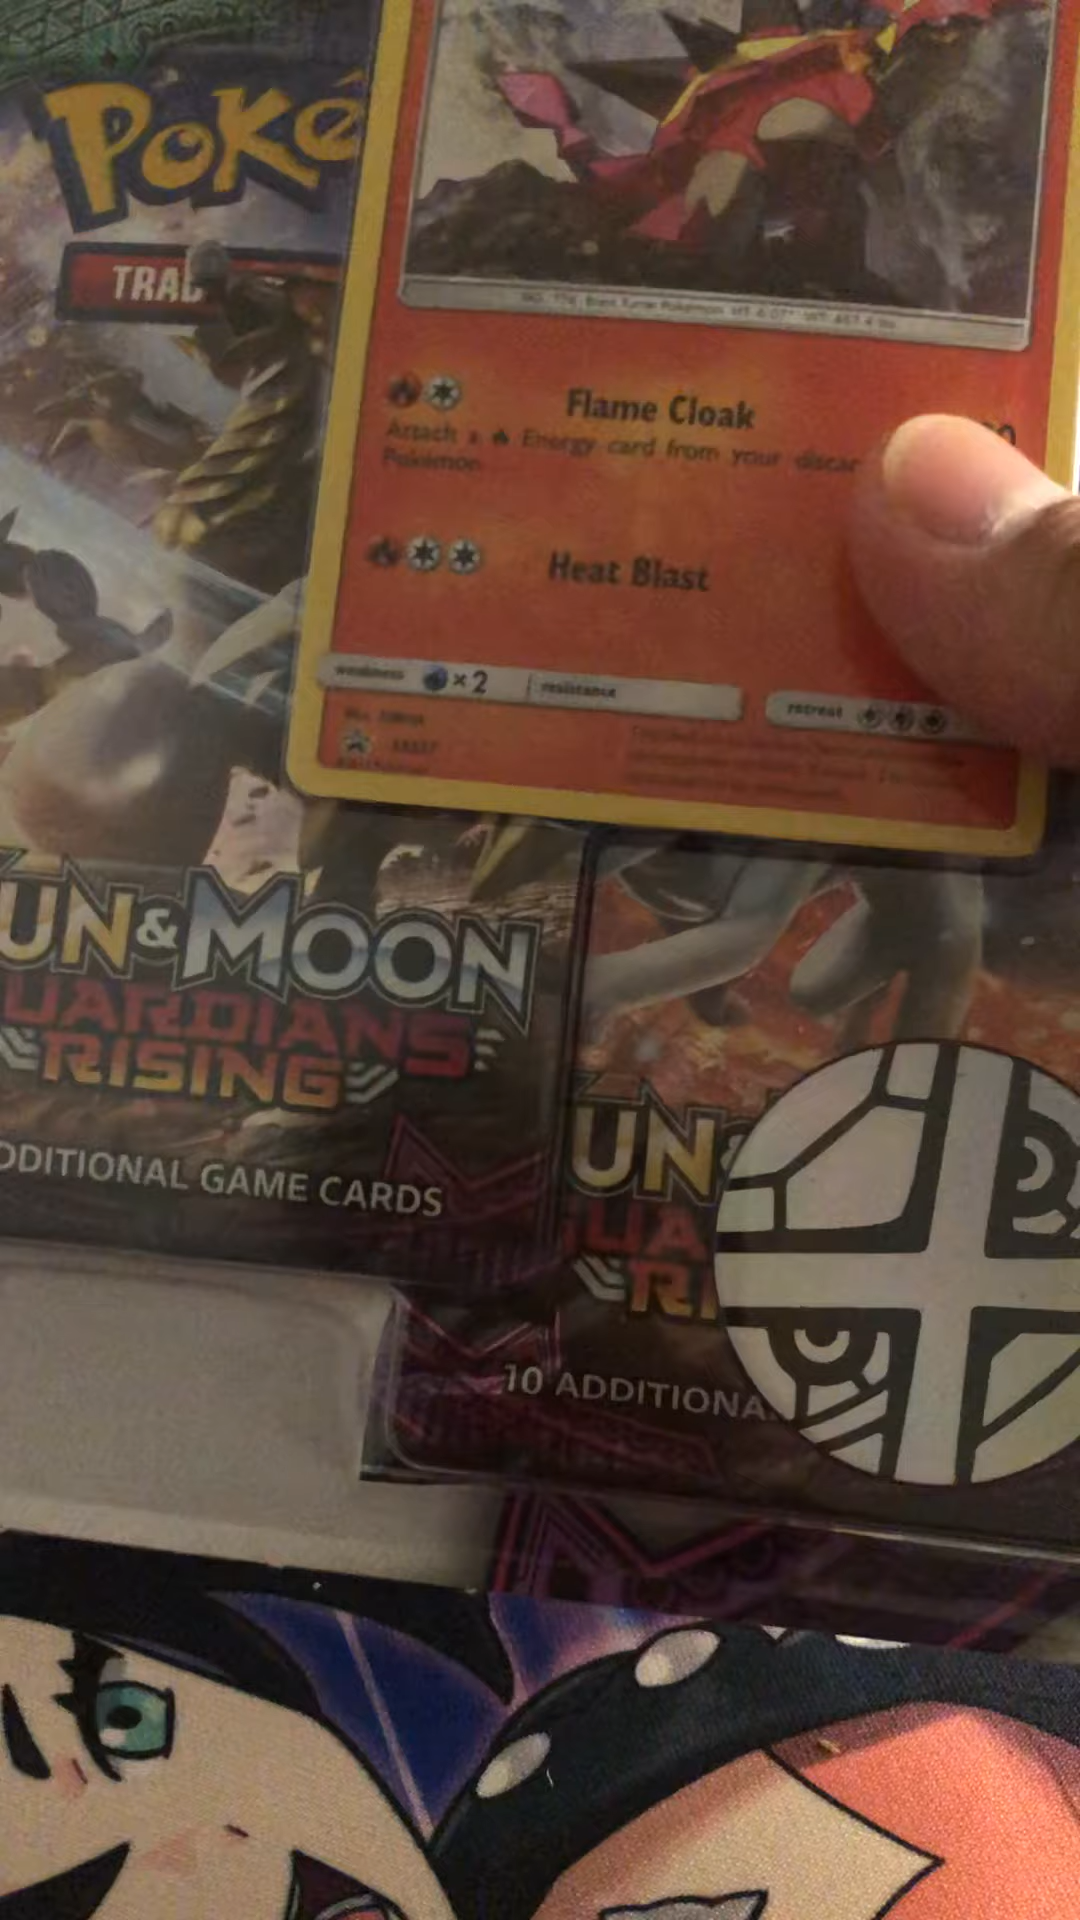 Poké
TRAD
Flame Cloak
Attach a Energy card from your discar
Pokémon
Heat Blast
weakness ×2 resistance
retreat
UN & MOON
UARDIANS
RISING
DDITIONAL GAME CARDS
UN
UA
RI
10 ADDITIONA